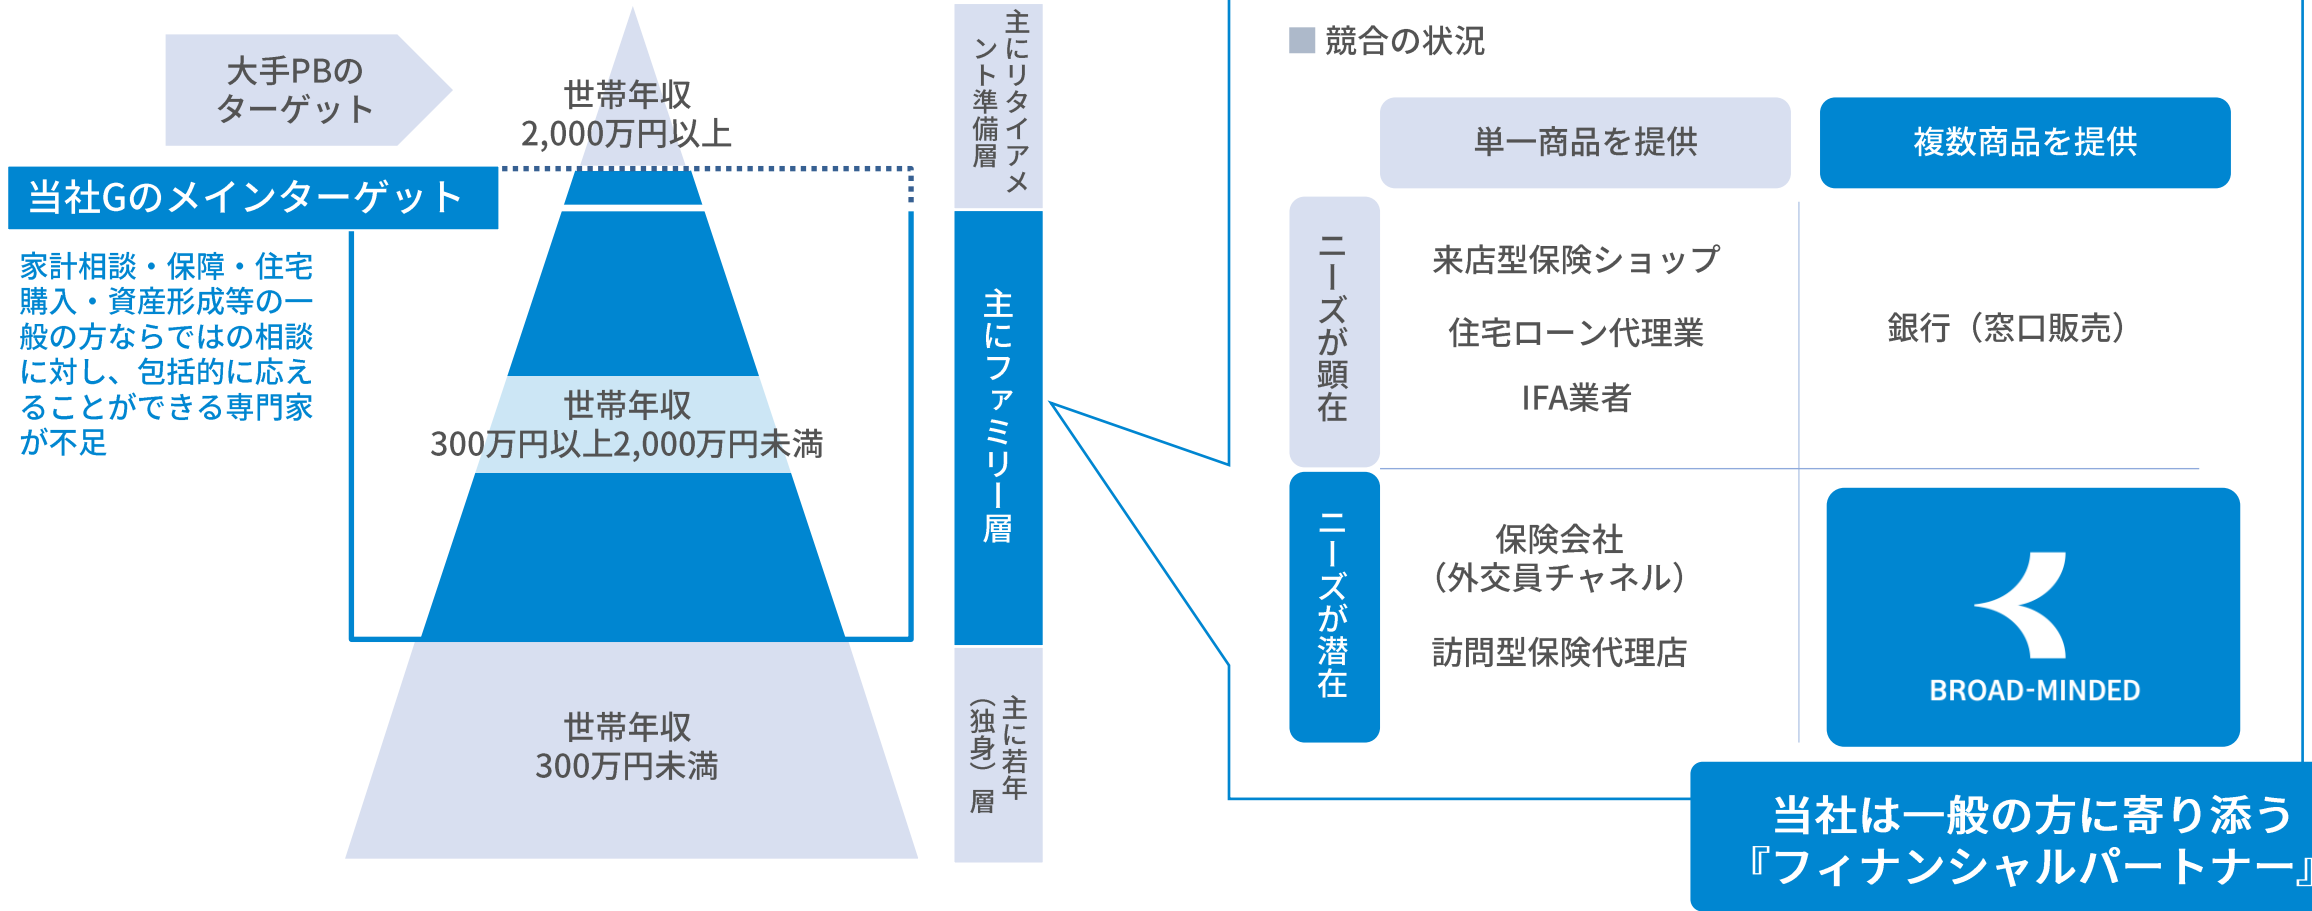 大手PBの
ターゲット
当社Gのメインターゲット
家計相談・保障・住宅
購入・資産形成等の一
般の方ならではの相談
に対し、包括的に応え
ることができる専門家
が不足
世帯年収
2,000万円以上
世帯年収
300万円以上2,000万円未満
世帯年収
300万円未満
主にリタイアメ
ント準備層
主にファミリー層
主に若年
（独身）層
競合の状況
単一商品を提供
複数商品を提供
ニーズが顕在
来店型保険ショップ
住宅ローン代理業
IFA業者
銀行（窓口販売）
ニーズが潜在
保険会社
（外交員チャネル）
訪問型保険代理店
BROAD-MINDED
当社は一般の方に寄り添う
『フィナンシャルパートナー』